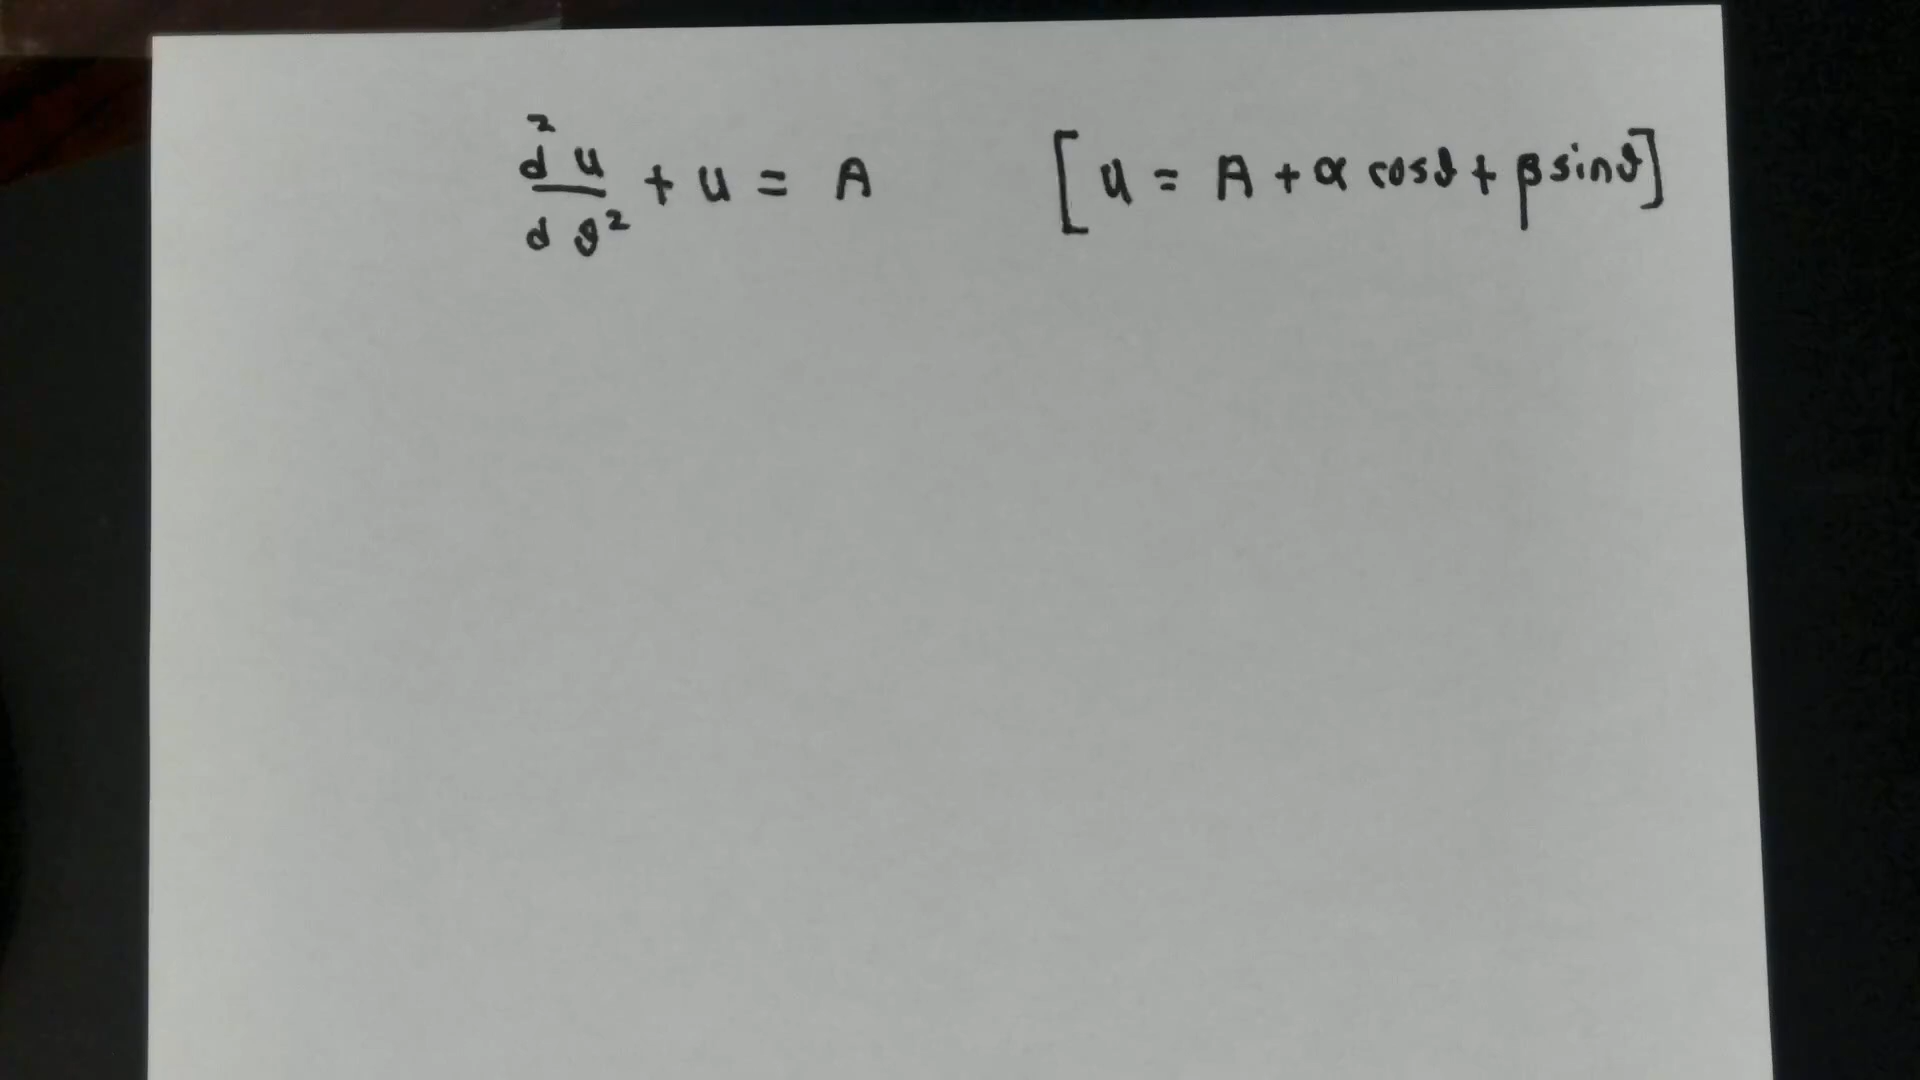 d²u/dϑ² + u = A [u = A + α cosϑ + β sinϑ]